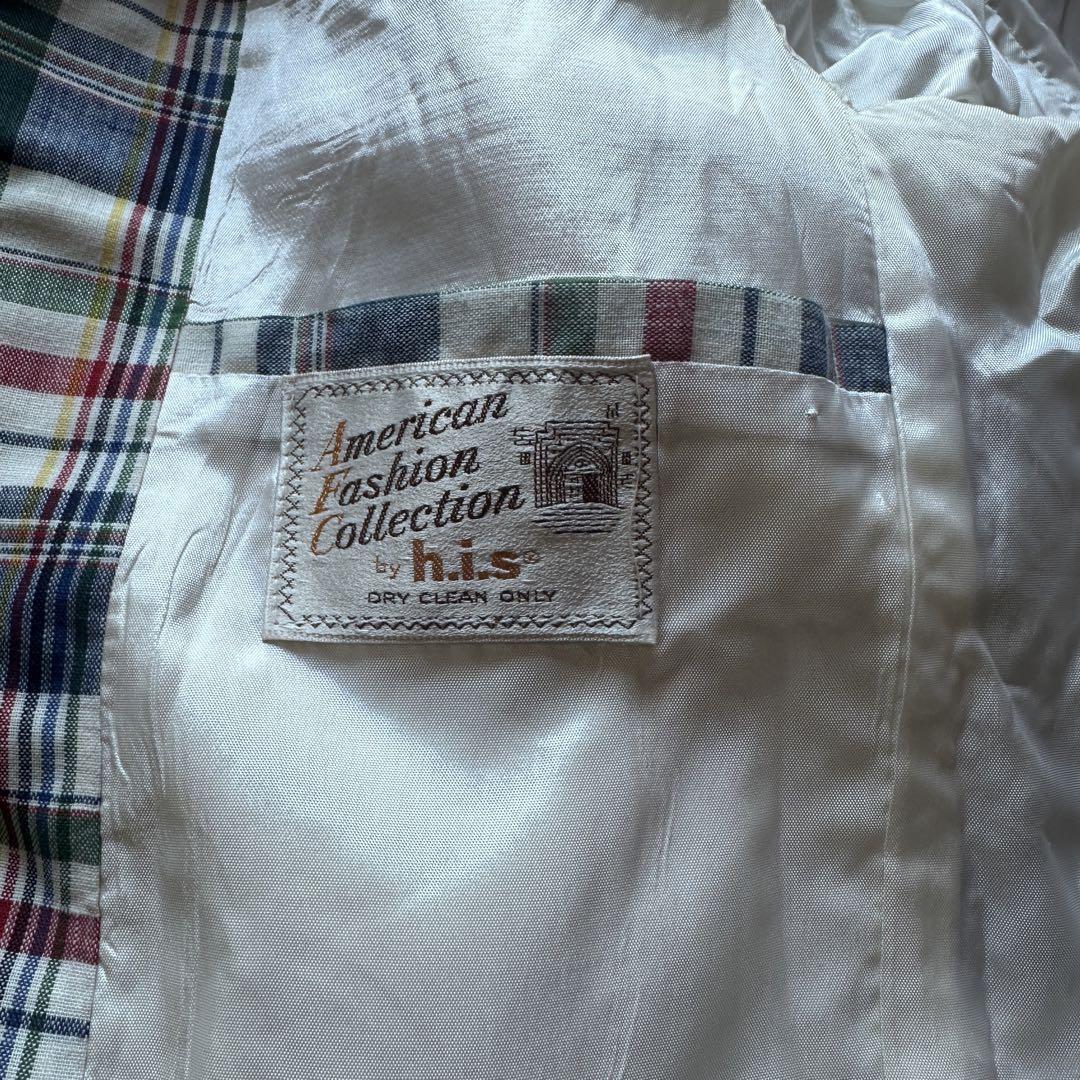 American
Fashion
Collection
by h.i.s®
DRY CLEAN ONLY